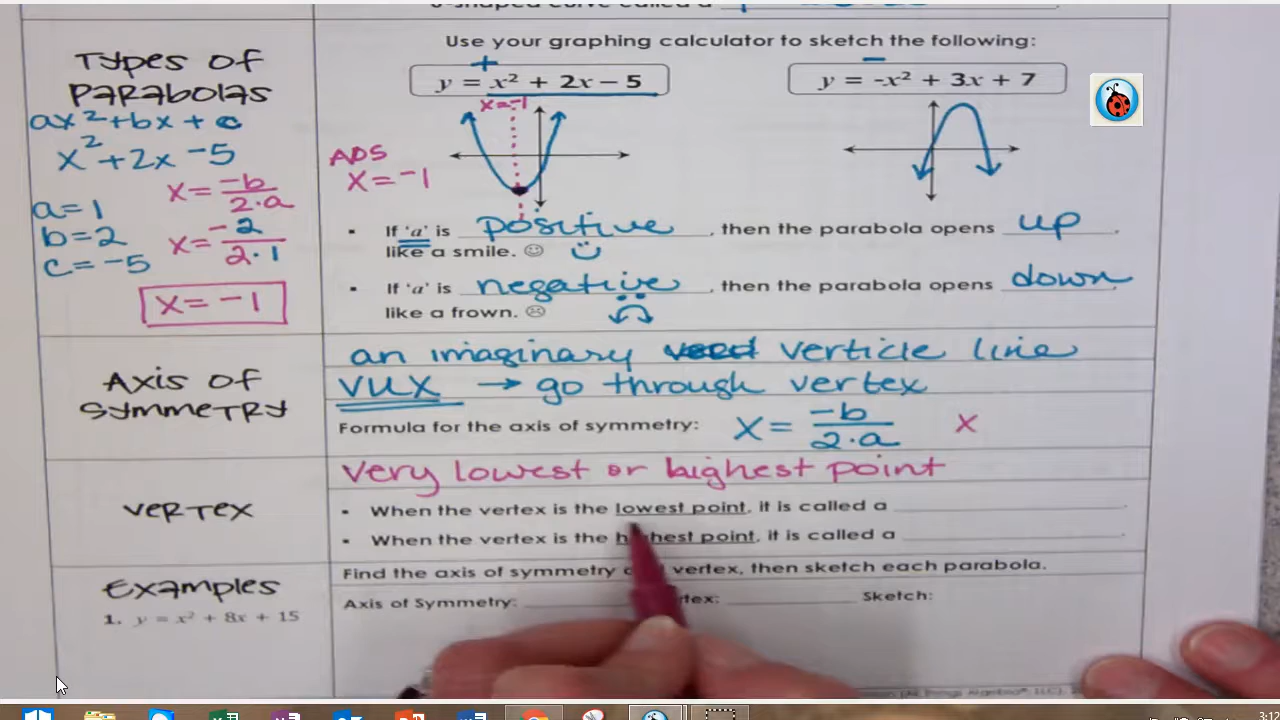 Use your graphing calculator to sketch the following:
Types of
Parabolas
+
y = x² + 2x – 5
y = -x² + 3x + 7
ax²+bx+c
x²+2x-5
x=-1
AOS
x=-1
a=1
b=2
c=-5
x= -b/2·a
x= -2/2·1
x= -1
If 'a' is positive, then the parabola opens up.
like a smile. ☺
If 'a' is negative, then the parabola opens down.
like a frown. ☹
Axis of
Symmetry
an imaginary verticle line
VUX → go through vertex
Formula for the axis of symmetry: x= -b/2·a x
Vertex
Very lowest or highest point
When the vertex is the lowest point, it is called a
When the vertex is the highest point, it is called a
Examples
Find the axis of symmetry vertex, then sketch each parabola.
1. y = x² + 8x + 15
Axis of Symmetry: Sketch:
3:12